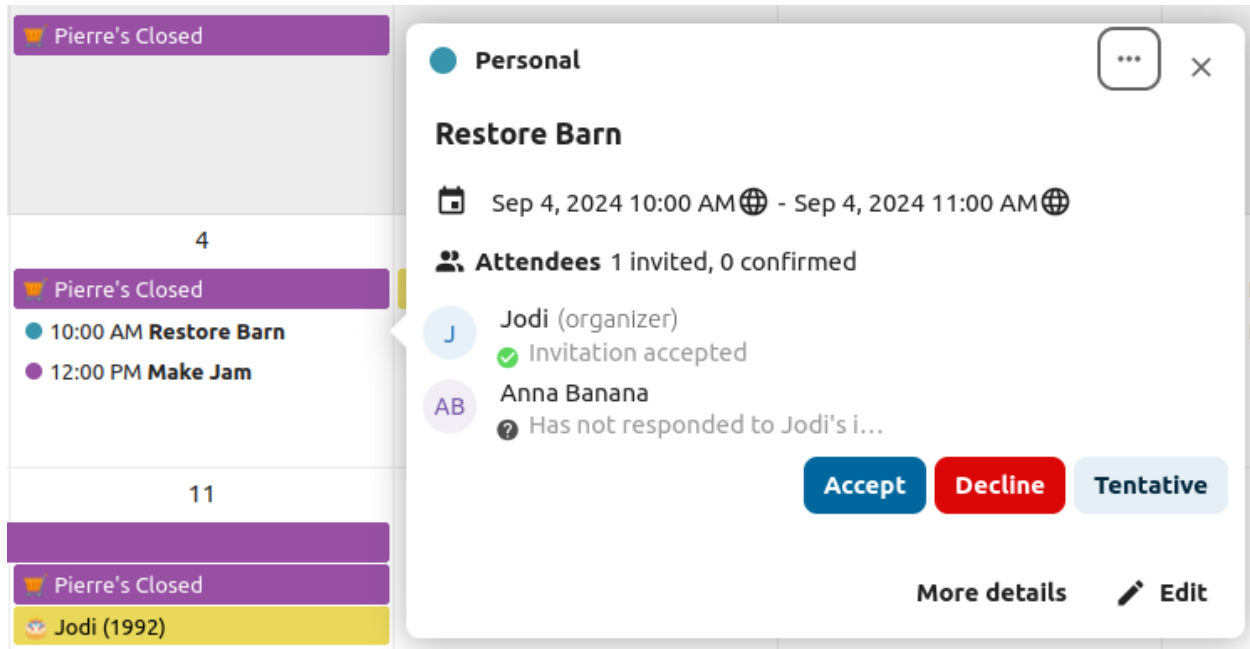 Pierre's Closed
4
Pierre's Closed
10:00 AM Restore Barn
12:00 PM Make Jam
11
Pierre's Closed
Jodi (1992)
Personal
Restore Barn
Sep 4, 2024 10:00 AM - Sep 4, 2024 11:00 AM
Attendees 1 invited, 0 confirmed
J
Jodi (organizer)
Invitation accepted
AB
Anna Banana
Has not responded to Jodi's i...
Accept Decline Tentative
More details Edit